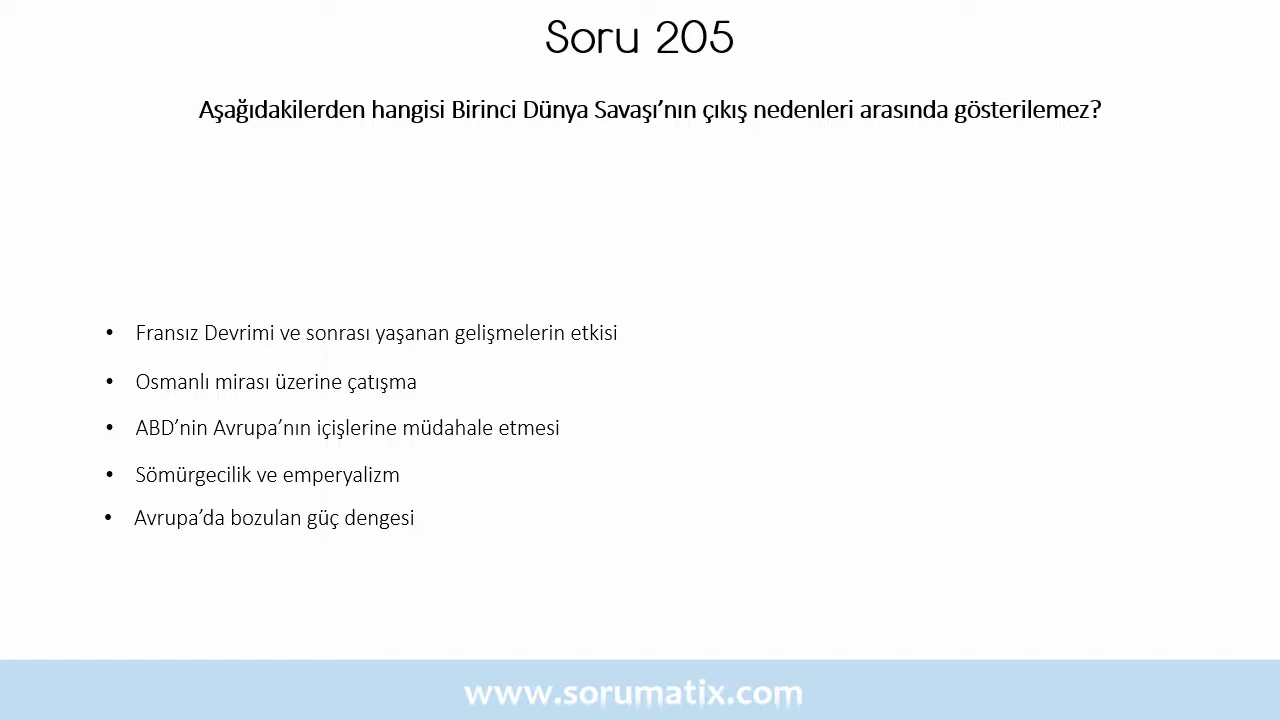 Soru 205
Aşağıdakilerden hangisi Birinci Dünya Savaşı’nın çıkış nedenleri arasında gösterilemez?
• Fransız Devrimi ve sonrası yaşanan gelişmelerin etkisi
• Osmanlı mirası üzerine çatışma
• ABD’nin Avrupa’nın içişlerine müdahale etmesi
• Sömürgecilik ve emperyalizm
• Avrupa’da bozulan güç dengesi
www.sorumatix.com